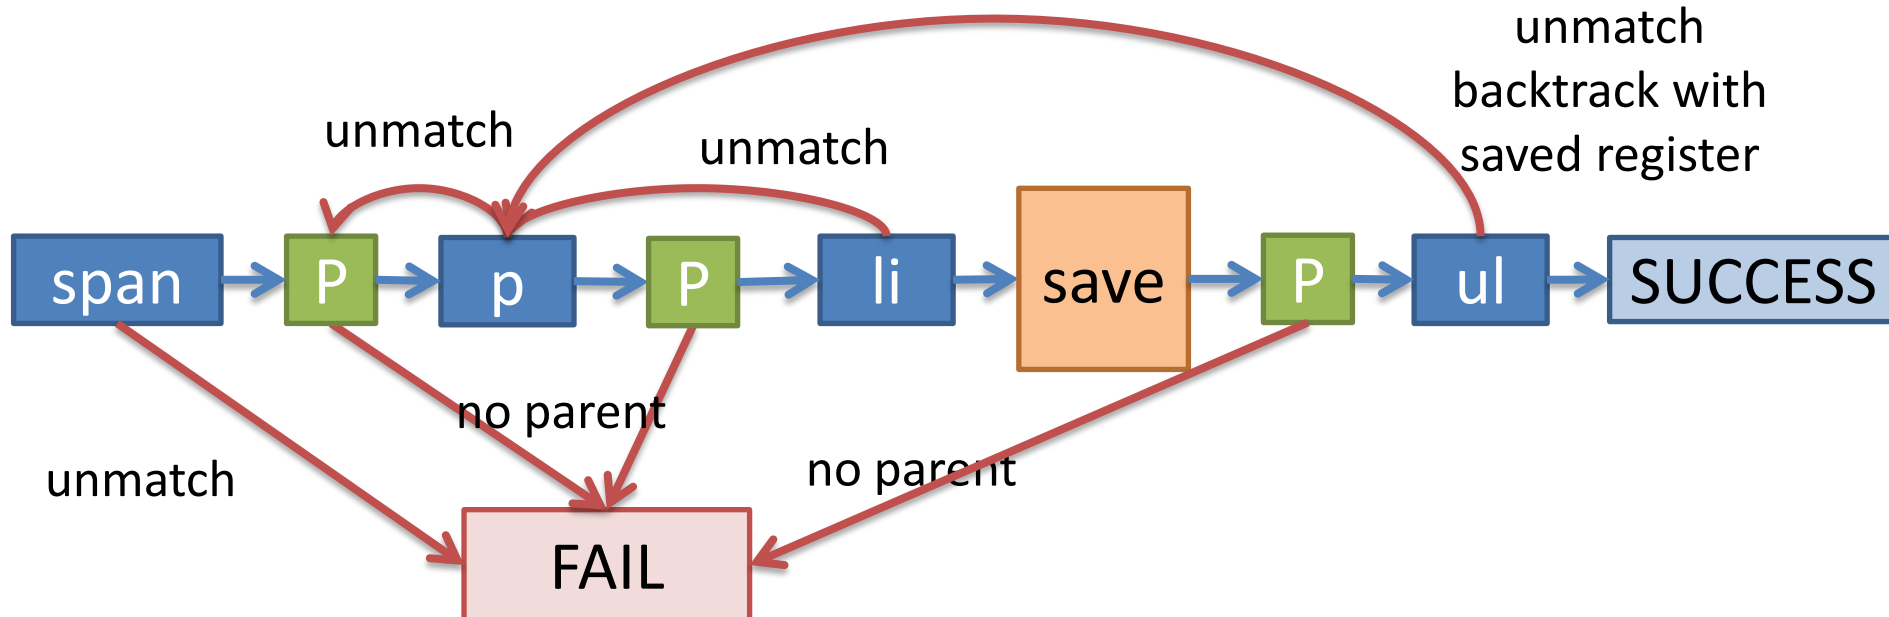 unmatch
backtrack with
saved register
unmatch
unmatch
span
P
p
P
li
save
P
ul
SUCCESS
no parent
no parent
unmatch
FAIL